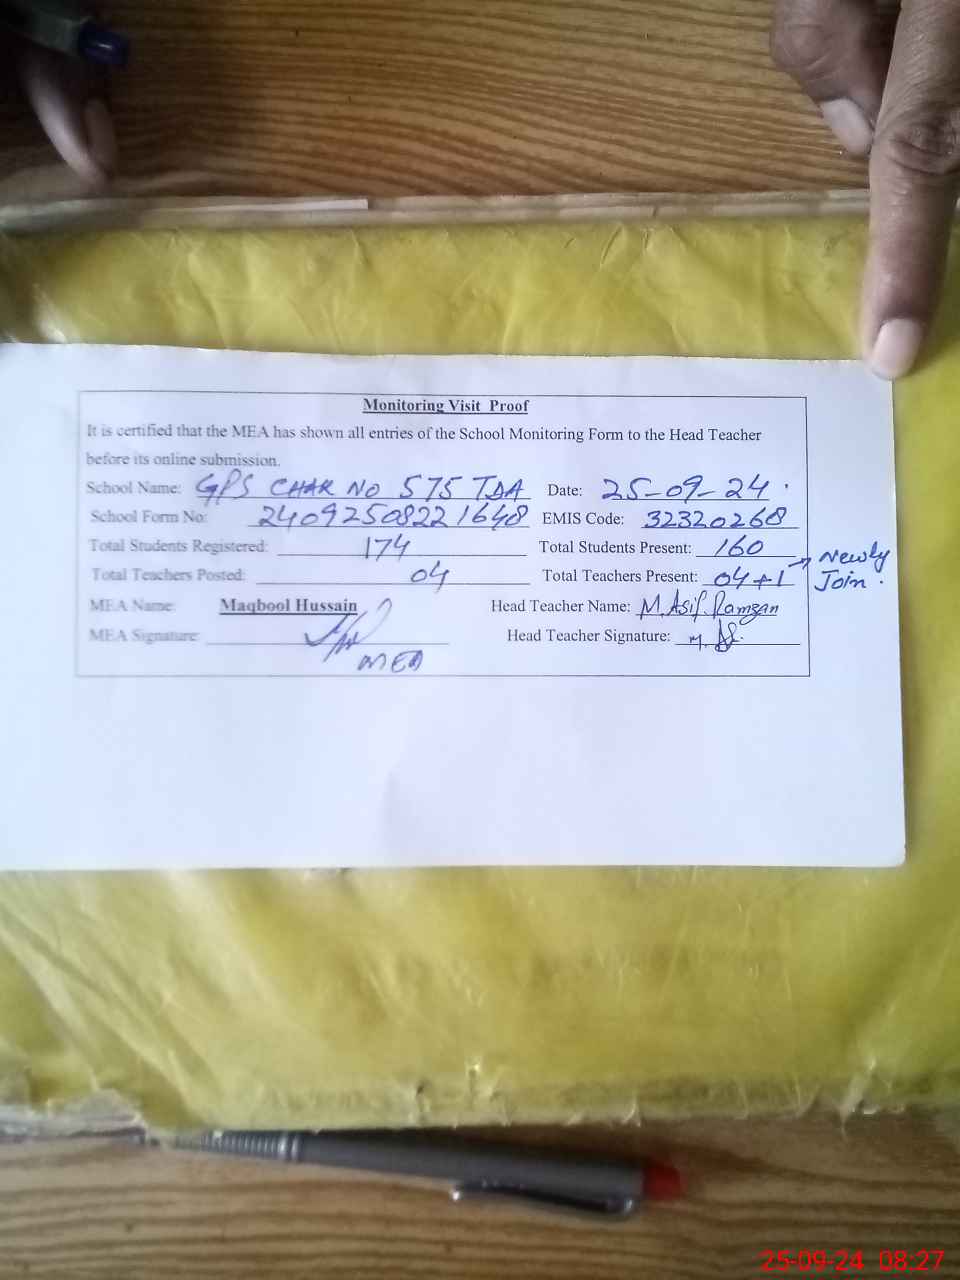 Monitoring Visit Proof
It is certified that the MEA has shown all entries of the School Monitoring Form to the Head Teacher
before its online submission.
School Name: GPS CHAK NO 575 TDA Date: 25-09-24
School Form No: 24092508221648 EMIS Code: 32320268
Total Students Registered: 174 Total Students Present: 160
Total Teachers Posted: 04 Total Teachers Present: 04+1 → Newly Join.
MEA Name: Maqbool Hussain Head Teacher Name: M.Asif.Ramzan
MEA Signature: Head Teacher Signature:
MEA
25-09-24 08:27